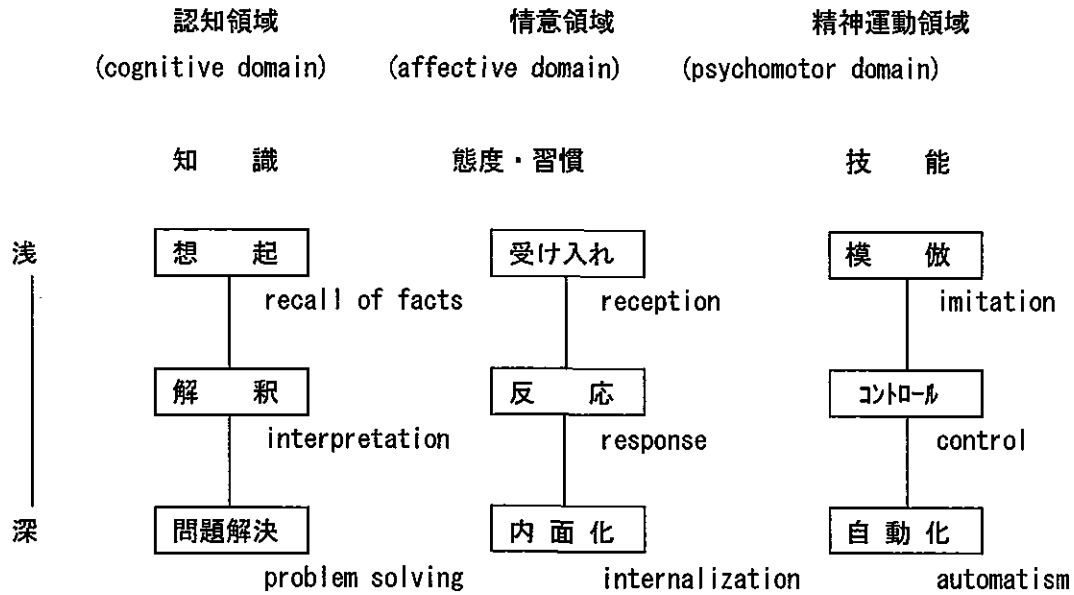 認知領域 情意領域 精神運動領域
(cognitive domain) (affective domain) (psychomotor domain)
知 識 態度・習慣 技 能
浅 想 起 受け入れ 模 倣
recall of facts reception imitation
解 釈 反 応 コントロール
interpretation response control
深 問題解決 内 面 化 自 動 化
problem solving internalization automatism